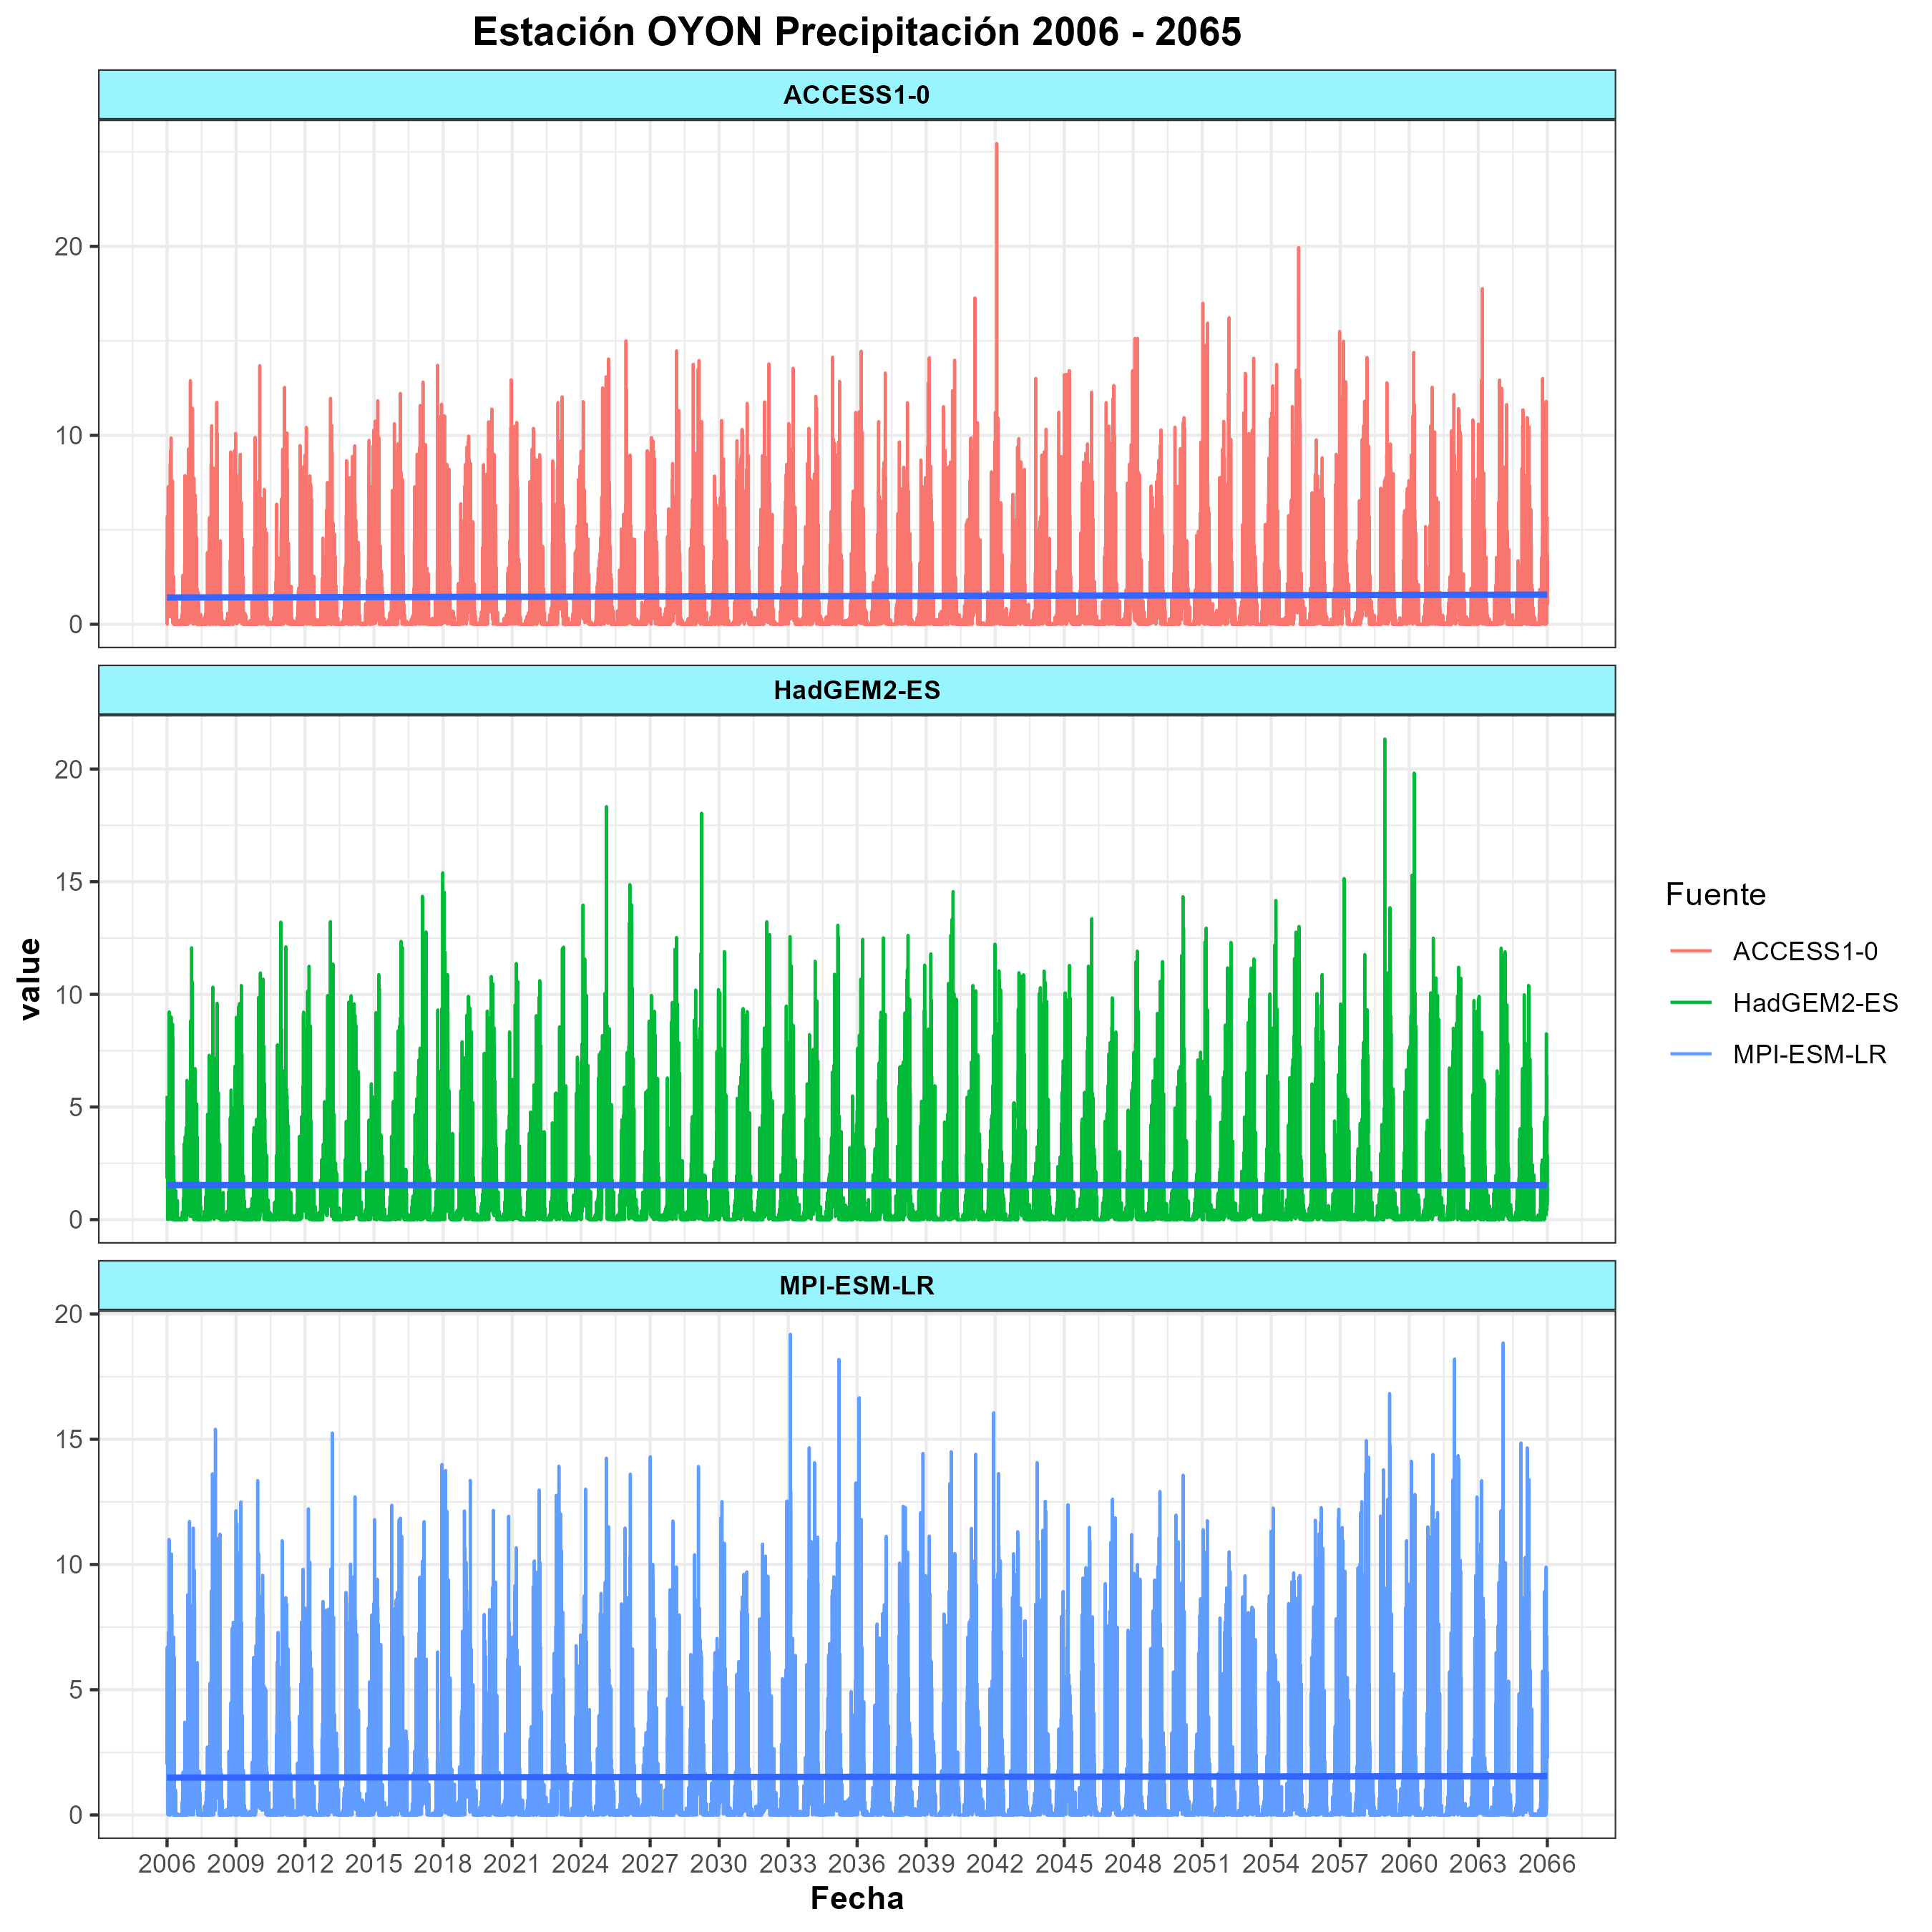 Estación OYON Precipitación 2006 - 2065
ACCESS1-0
20
10
0
HadGEM2-ES
20
15
10
5
0
MPI-ESM-LR
20
15
10
5
0
2006 2009 2012 2015 2018 2021 2024 2027 2030 2033 2036 2039 2042 2045 2048 2051 2054 2057 2060 2063 2066
Fecha
value
Fuente
ACCESS1-0
HadGEM2-ES
MPI-ESM-LR